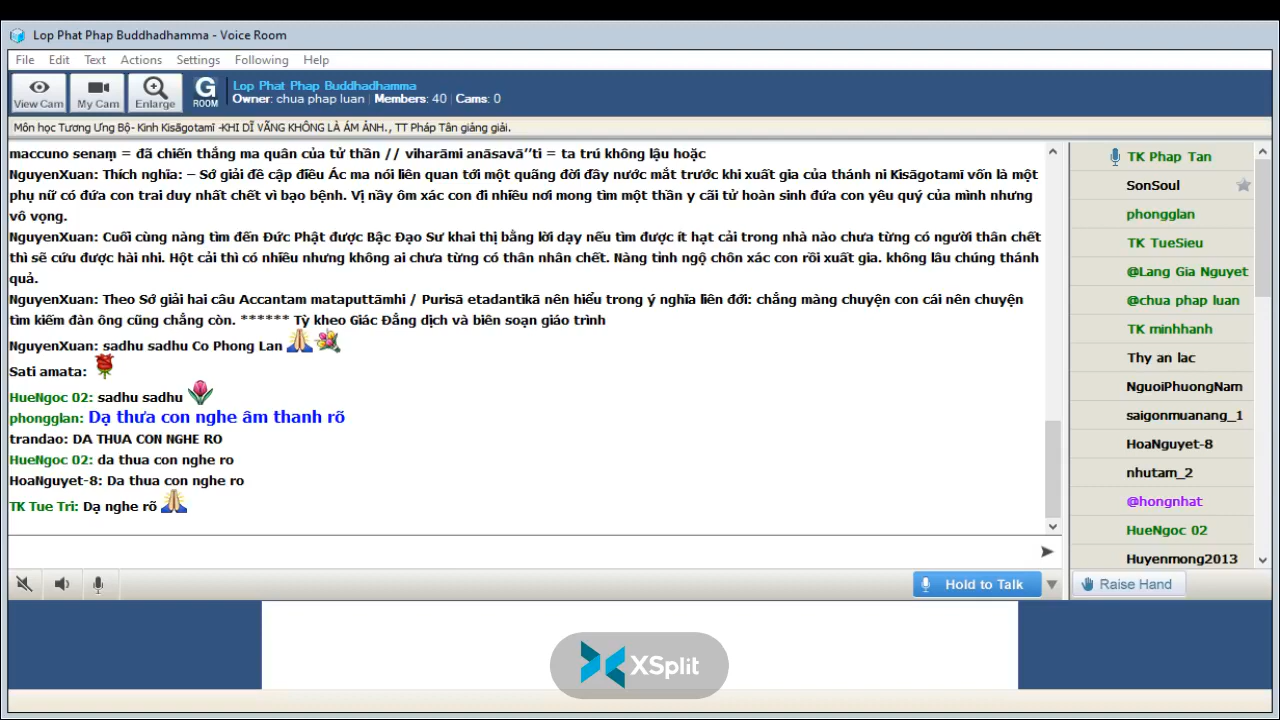 Lop Phat Phap Buddhadhamma - Voice Room
File Edit Text Actions Settings Following Help
View Cam
My Cam
Enlarge
G ROOM
Lop Phat Phap Buddhadhamma
Owner: chua phap luan | Members: 40 | Cams: 0
Môn học Tương Ưng Bộ- Kinh Kisāgotamī -KHI DĨ VÃNG KHÔNG LÀ ÁM ẢNH., TT Pháp Tân giảng giải.
maccuno senaṃ = đã chiến thắng ma quân của tử thần // viharāmi anāsavā’’ti = ta trú không lậu hoặc
NguyenXuan: Thích nghĩa: – Sớ giải đề cập điều Ác ma nói liên quan tới một quãng đời đầy nước mắt trước khi xuất gia của thánh ni Kisāgotami vốn là một
phụ nữ có đứa con trai duy nhất chết vì bạo bệnh. Vị nầy ôm xác con đi nhiều nơi mong tìm một thần y cãi tử hoàn sinh đứa con yêu quý của mình nhưng
vô vọng.
NguyenXuan: Cuối cùng nàng tìm đến Đức Phật được Bậc Đạo Sư khai thị bằng lời dạy nếu tìm được ít hạt cải trong nhà nào chưa từng có người thân chết
thì sẽ cứu được hài nhi. Hột cải thì có nhiều nhưng không ai chưa từng có thân nhân chết. Nàng tỉnh ngộ chôn xác con rồi xuất gia. không lâu chúng thánh
quả.
NguyenXuan: Theo Sớ giải hai câu Accantam mataputtāmhi / Purisā etadantikā nên hiểu trong ý nghĩa liên đới: chẳng màng chuyện con cái nên chuyện
tìm kiếm đàn ông cũng chẳng còn. ****** Tỳ kheo Giác Đẳng dịch và biên soạn giáo trình
NguyenXuan: sadhu sadhu Co Phong Lan
Sati amata:
HueNgoc 02: sadhu sadhu
phongglan: Dạ thưa con nghe âm thanh rõ
trandao: DA THUA CON NGHE RO
HueNgoc 02: da thua con nghe ro
HoaNguyet-8: Da thua con nghe ro
TK Tue Tri: Dạ nghe rõ
TK Phap Tan
SonSoul
phongglan
TK TueSieu
@Lang Gia Nguyet
@chua phap luan
TK minhhanh
Thy an lac
NguoiPhuongNam
saigonmuanang_1
HoaNguyet-8
nhutam_2
@hongnhat
HueNgoc 02
Huyenmong2013
Hold to Talk
Raise Hand
XSplit